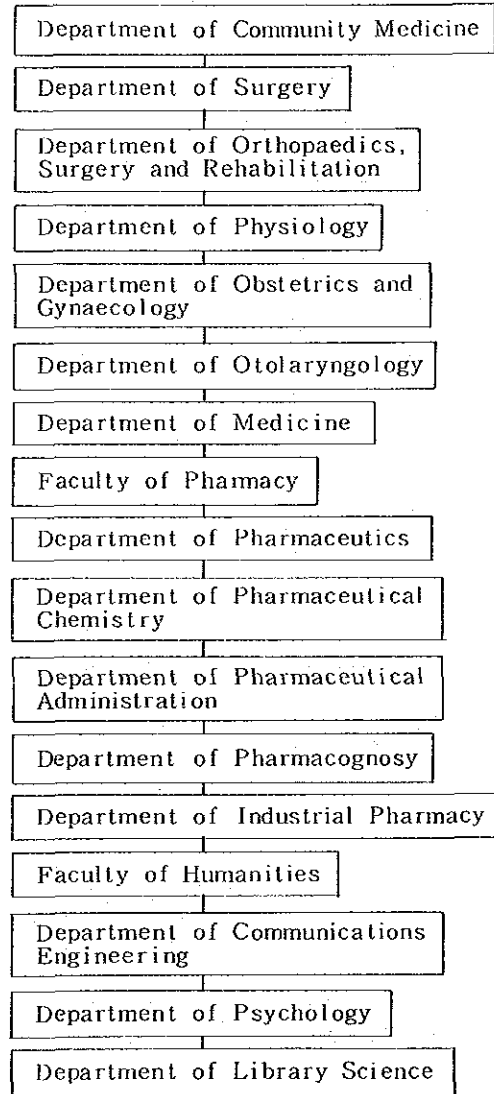 Department of Community Medicine
Department of Surgery
Department of Orthopaedics,
Surgery and Rehabilitation
Department of Physiology
Department of Obstetrics and
Gynaecology
Department of Otolaryngology
Department of Medicine
Faculty of Pharmacy
Department of Pharmaceutics
Department of Pharmaceutical
Chemistry
Department of Pharmaceutical
Administration
Department of Pharmacognosy
Department of Industrial Pharmacy
Faculty of Humanities
Department of Communications
Engineering
Department of Psychology
Department of Library Science